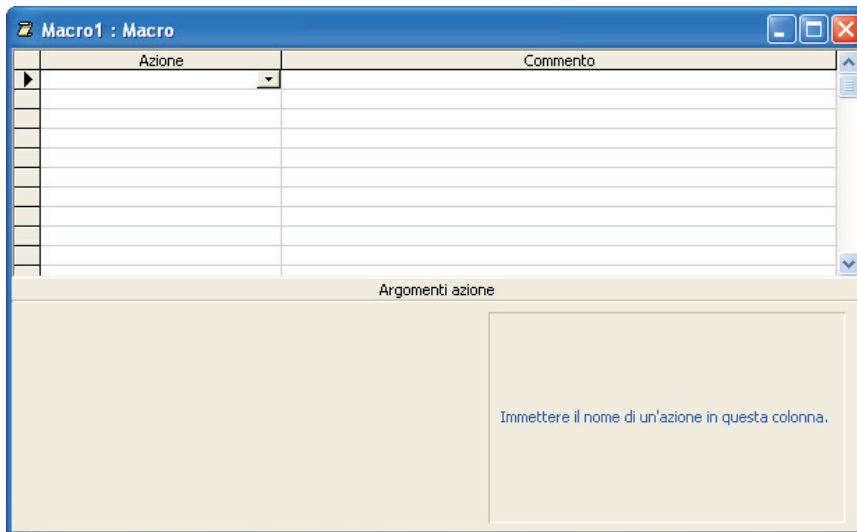 Macro1 : Macro
Azione Commento
Argomenti azione
Immettere il nome di un'azione in questa colonna.